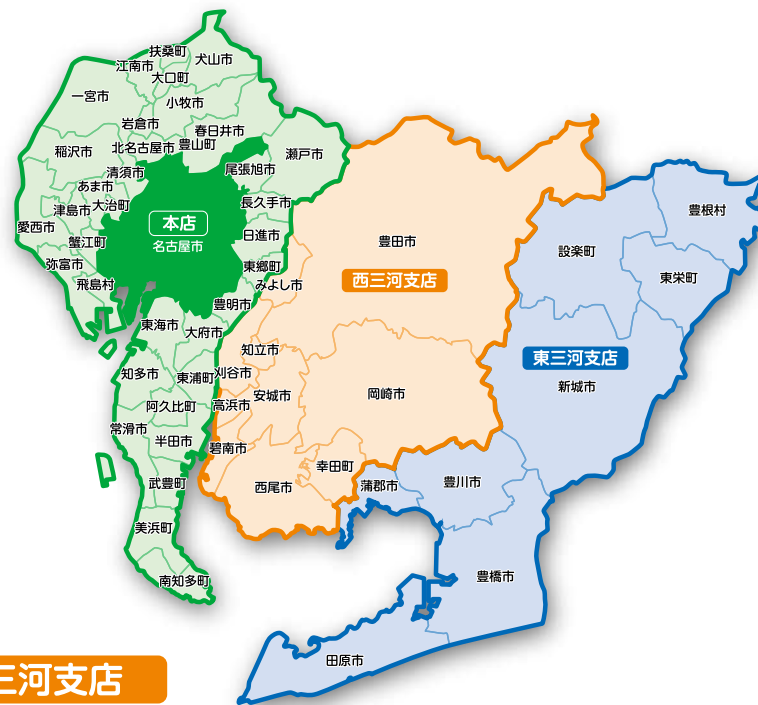 扶桑町
犬山市
江南市
大口町
一宮市
小牧市
岩倉市
春日井市
稲沢市
北名古屋市
豊山町
瀬戸市
清須市
尾張旭市
あま市
津島市
大治町
長久手市
愛西市
本店
名古屋市
蟹江町
日進市
弥富市
東郷町
飛島村
みよし市
豊明市
東海市
大府市
知立市
知多市
東浦町
刈谷市
安城市
阿久比町
高浜市
常滑市
半田市
碧南市
武豊町
美浜町
南知多町
豊田市
西三河支店
岡崎市
幸田町
西尾市
豊根村
設楽町
東栄町
東三河支店
新城市
蒲郡市
豊川市
豊橋市
田原市
三河支店